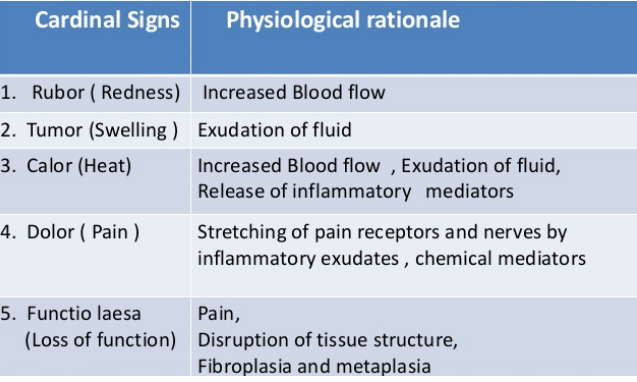 Cardinal Signs Physiological rationale
1. Rubor ( Redness) Increased Blood flow
2. Tumor (Swelling ) Exudation of fluid
3. Calor (Heat) Increased Blood flow , Exudation of fluid,
Release of inflammatory mediators
4. Dolor ( Pain ) Stretching of pain receptors and nerves by
inflammatory exudates , chemical mediators
5. Functio laesa Pain,
(Loss of function) Disruption of tissue structure,
Fibroplasia and metaplasia